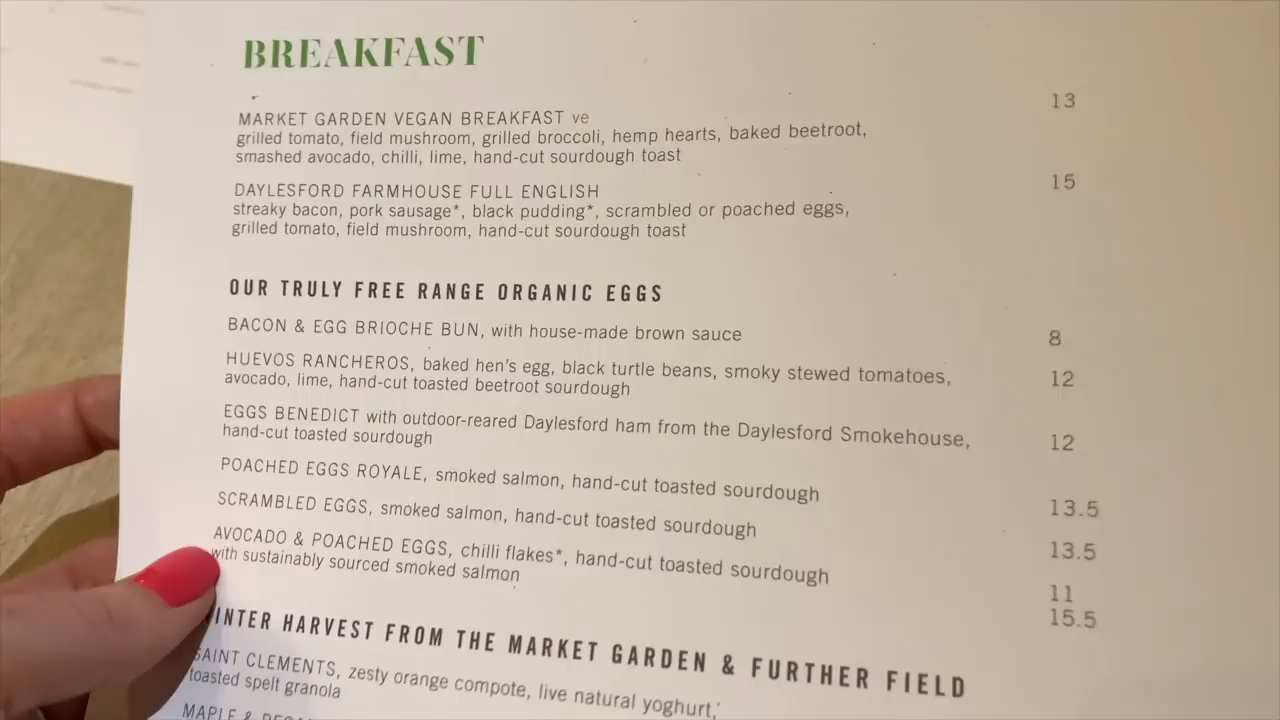 BREAKFAST
MARKET GARDEN VEGAN BREAKFAST ve 13
grilled tomato, field mushroom, grilled broccoli, hemp hearts, baked beetroot,
smashed avocado, chilli, lime, hand-cut sourdough toast
DAYLESFORD FARMHOUSE FULL ENGLISH 15
streaky bacon, pork sausage*, black pudding*, scrambled or poached eggs,
grilled tomato, field mushroom, hand-cut sourdough toast
OUR TRULY FREE RANGE ORGANIC EGGS
BACON & EGG BRIOCHE BUN, with house-made brown sauce 8
HUEVOS RANCHEROS, baked hen's egg, black turtle beans, smoky stewed tomatoes, 12
avocado, lime, hand-cut toasted beetroot sourdough
EGGS BENEDICT with outdoor-reared Daylesford ham from the Daylesford Smokehouse, 12
hand-cut toasted sourdough
POACHED EGGS ROYALE, smoked salmon, hand-cut toasted sourdough 13.5
SCRAMBLED EGGS, smoked salmon, hand-cut toasted sourdough 13.5
AVOCADO & POACHED EGGS, chilli flakes*, hand-cut toasted sourdough 11
with sustainably sourced smoked salmon 15.5
INTER HARVEST FROM THE MARKET GARDEN & FURTHER FIELD
SAINT CLEMENTS, zesty orange compote, live natural yoghurt,
toasted spelt granola
MAPLE &